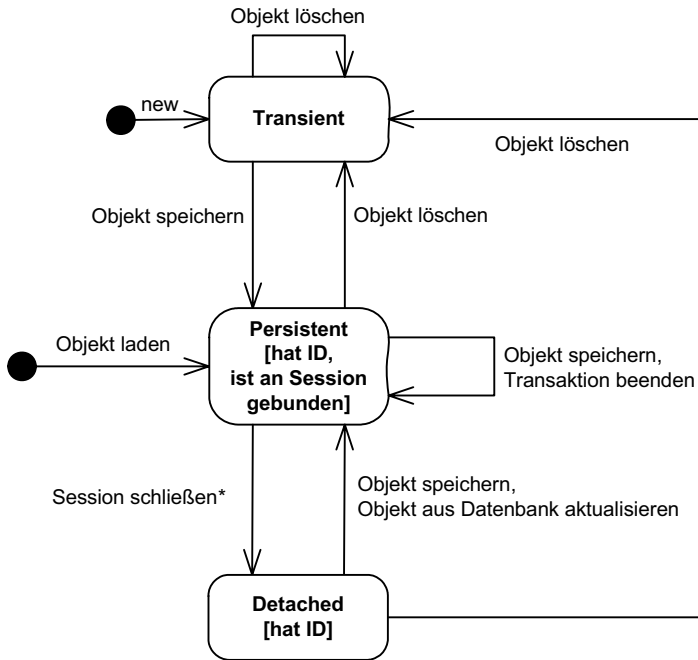 Objekt löschen
new
Transient
Objekt löschen
Objekt speichern
Objekt löschen
Persistent
[hat ID,
ist an Session
gebunden]
Objekt laden
Objekt speichern,
Transaktion beenden
Session schließen*
Objekt speichern,
Objekt aus Datenbank aktualisieren
Detached
[hat ID]